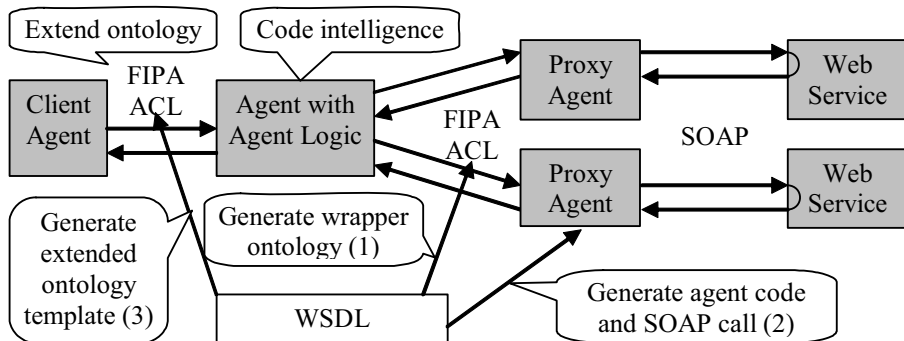 Extend ontology
Code intelligence
FIPA
ACL
Client
Agent
Agent with
Agent Logic
FIPA
ACL
Proxy
Agent
Web
Service
SOAP
Proxy
Agent
Web
Service
Generate
extended
ontology
template (3)
Generate wrapper
ontology (1)
WSDL
Generate agent code
and SOAP call (2)